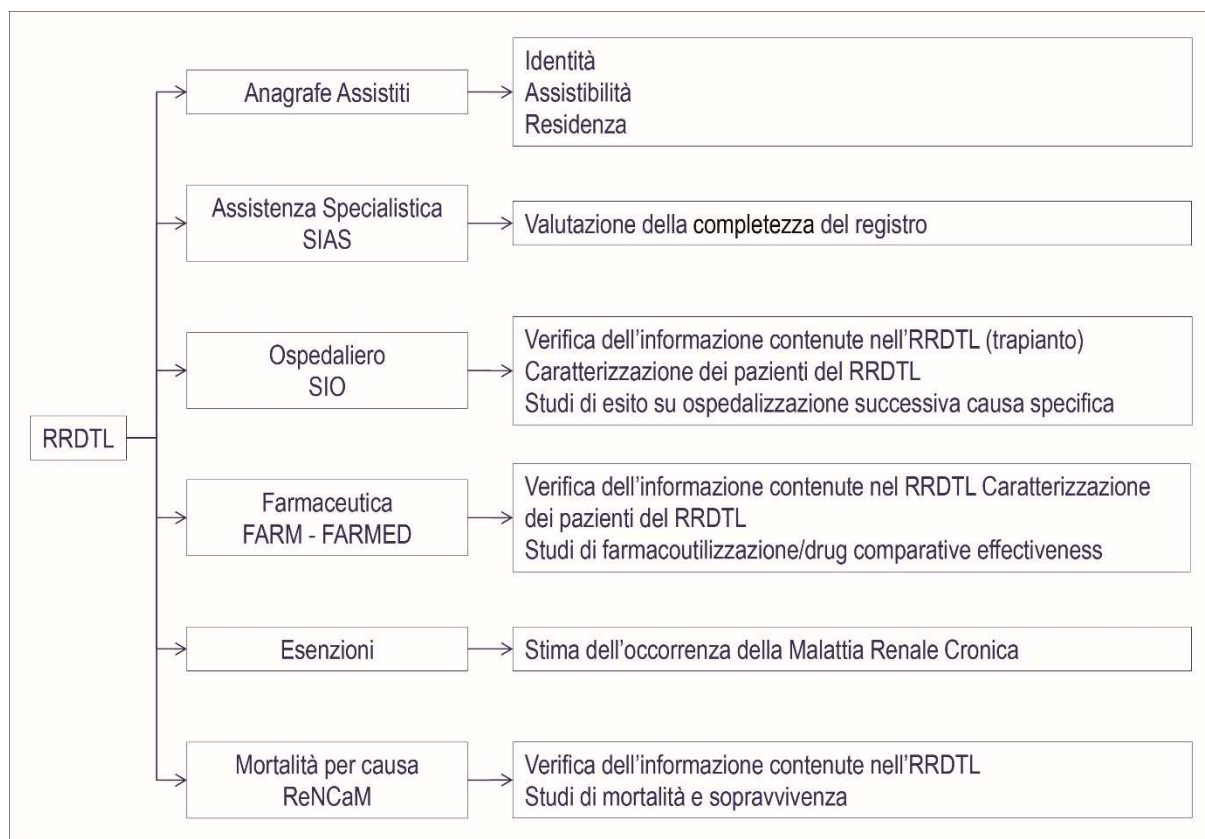 Anagrafe Assistiti
Identità
Assistibilità
Residenza
Assistenza Specialistica
SIAS
Valutazione della completezza del registro
Ospedaliero
SIO
Verifica dell'informazione contenute nell'RRDTL (trapianto)
Caratterizzazione dei pazienti del RRDTL
Studi di esito su ospedalizzazione successiva causa specifica
RRDTL
Farmaceutica
FARM - FARMED
Verifica dell'informazione contenute nel RRDTL Caratterizzazione
dei pazienti del RRDTL
Studi di farmacoutilizzazione/drug comparative effectiveness
Esenzioni
Stima dell'occorrenza della Malattia Renale Cronica
Mortalità per causa
ReNCaM
Verifica dell'informazione contenute nell'RRDTL
Studi di mortalità e sopravvivenza